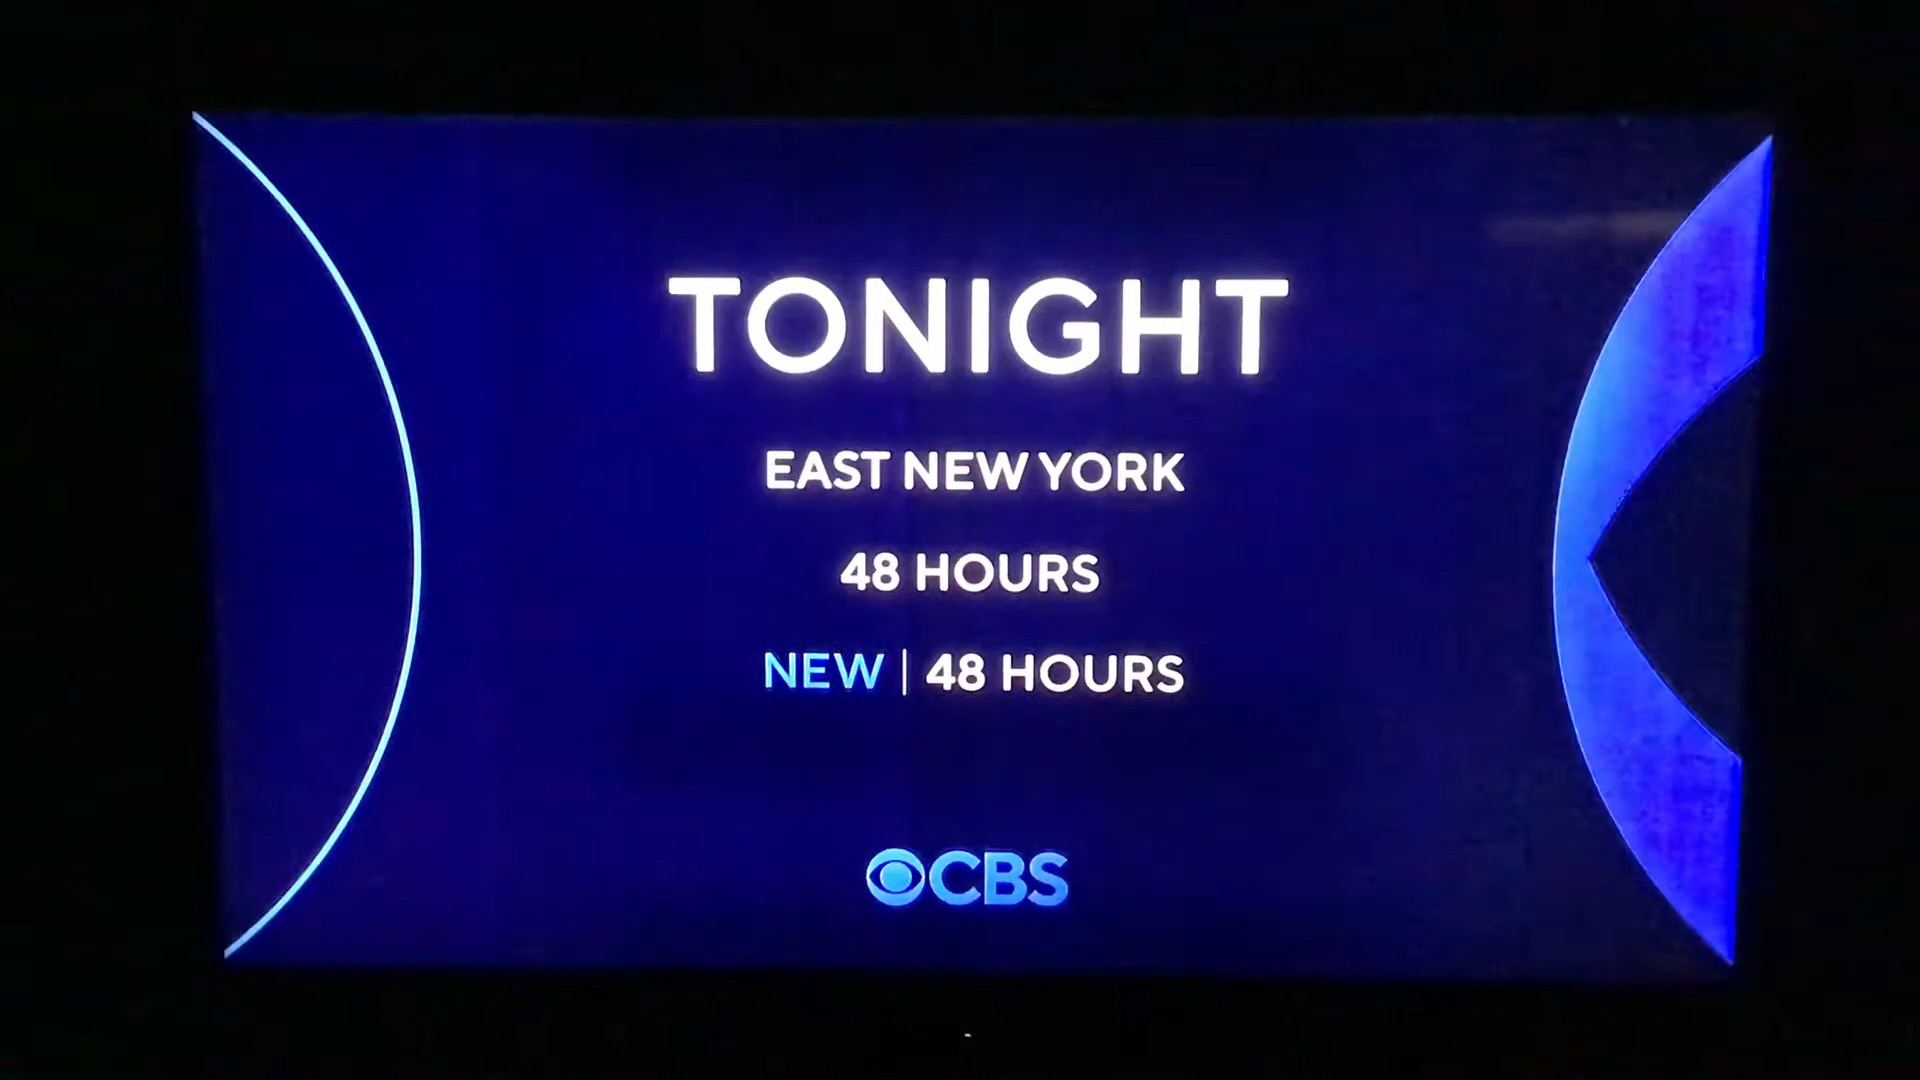 TONIGHT
EAST NEW YORK
48 HOURS
NEW | 48 HOURS
CBS